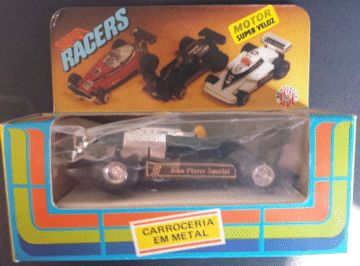 RACERS
MOTOR
SUPER VELOZ
John Player Special
CARROCERIA
EM METAL